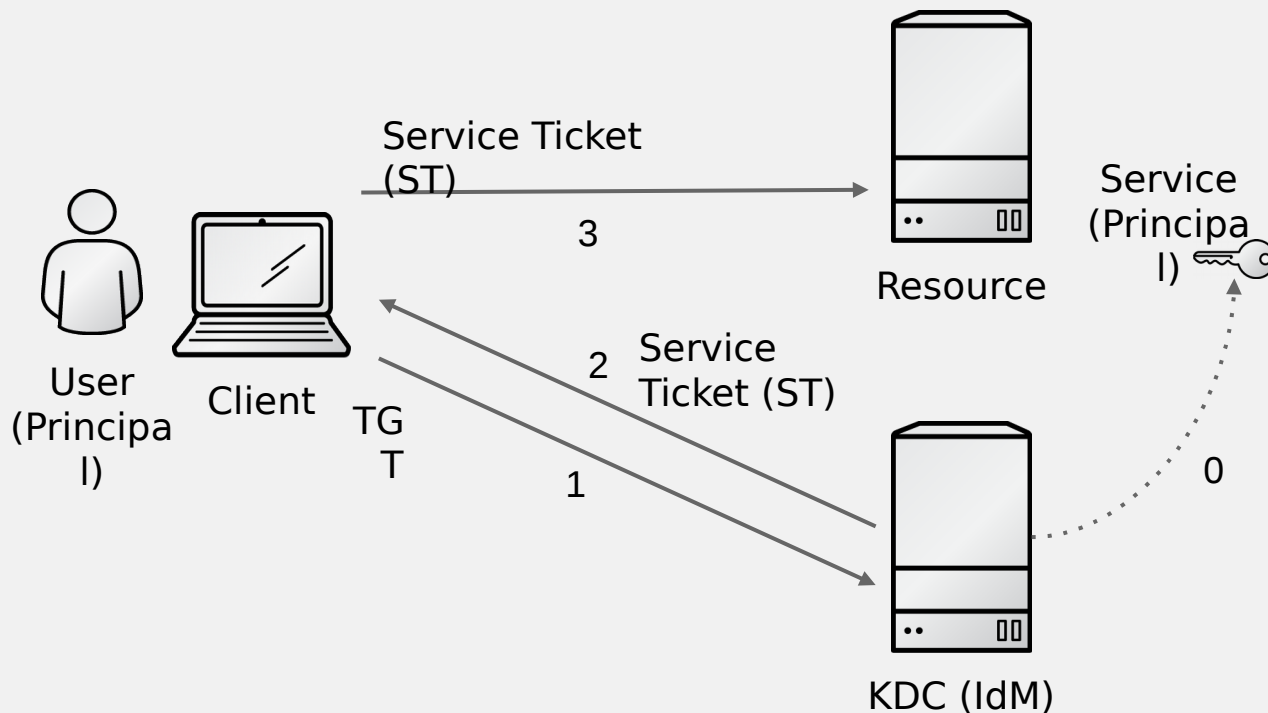 Service Ticket
(ST)
3
Service
(Principa
l)
Resource
User
(Principa
l)
Client
2
Service
Ticket (ST)
TG
T
1
0
KDC (IdM)